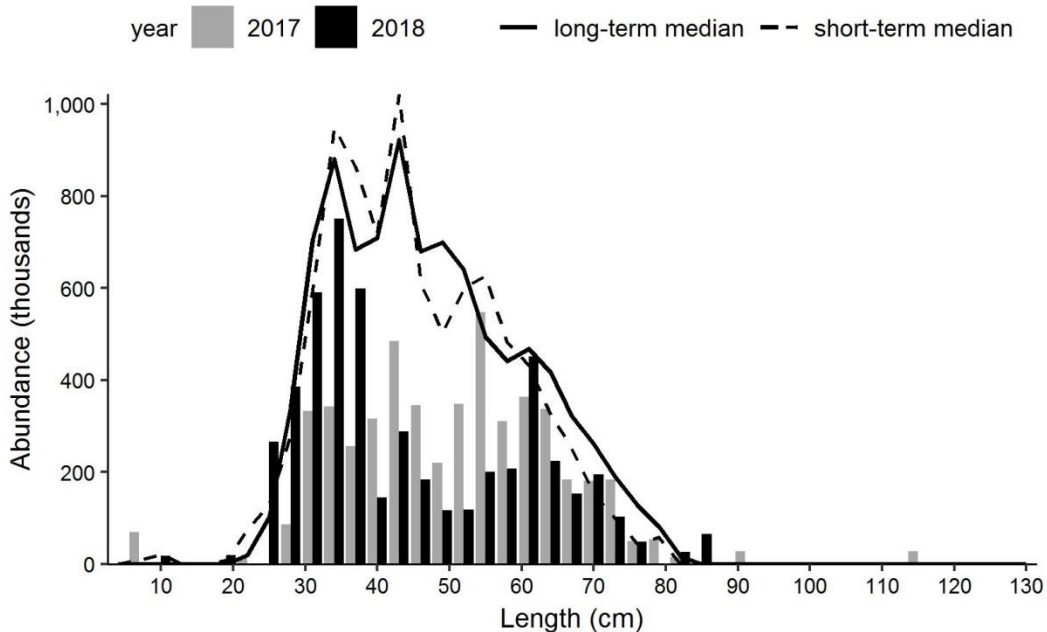 year 2017 2018 long-term median short-term median
Abundance (thousands)
1,000
800
600
400
200
0
10 20 30 40 50 60 70 80 90 100 110 120 130
Length (cm)